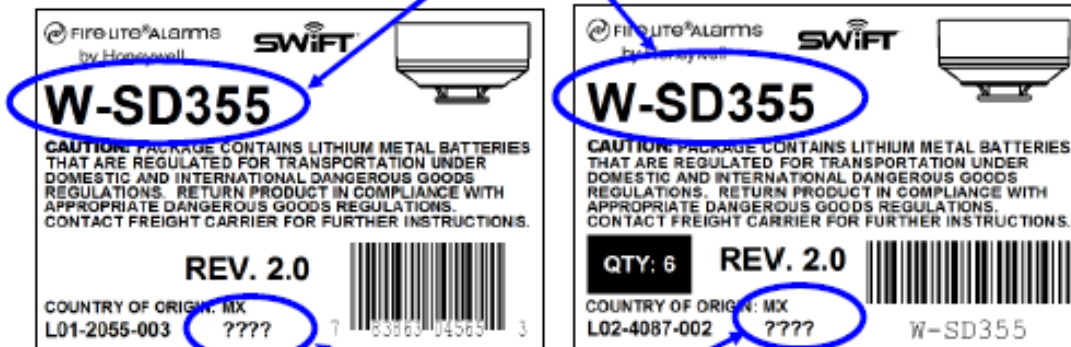 FIRE LITE® ALARMS
by Honeywell
SWIFT
W-SD355
CAUTION: PACKAGE CONTAINS LITHIUM METAL BATTERIES
THAT ARE REGULATED FOR TRANSPORTATION UNDER
DOMESTIC AND INTERNATIONAL DANGEROUS GOODS
REGULATIONS. RETURN PRODUCT IN COMPLIANCE WITH
APPROPRIATE DANGEROUS GOODS REGULATIONS.
CONTACT FREIGHT CARRIER FOR FURTHER INSTRUCTIONS.
REV. 2.0
COUNTRY OF ORIGIN: MX
L01-2055-003 ???? 7 83863 04565 3
FIRE LITE® ALARMS
by Honeywell
SWIFT
W-SD355
CAUTION: PACKAGE CONTAINS LITHIUM METAL BATTERIES
THAT ARE REGULATED FOR TRANSPORTATION UNDER
DOMESTIC AND INTERNATIONAL DANGEROUS GOODS
REGULATIONS. RETURN PRODUCT IN COMPLIANCE WITH
APPROPRIATE DANGEROUS GOODS REGULATIONS.
CONTACT FREIGHT CARRIER FOR FURTHER INSTRUCTIONS.
QTY: 6 REV. 2.0
COUNTRY OF ORIGIN: MX
L02-4087-002 ???? W-SD355